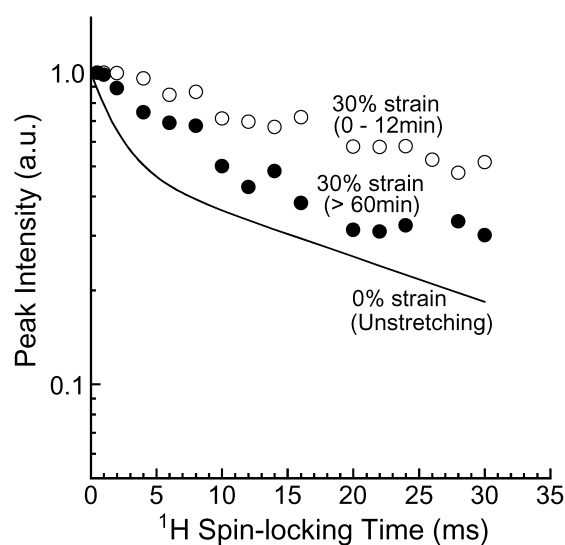 1.0
30% strain
(0 - 12min)
30% strain
(> 60min)
0% strain
(Unstretching)
0.1
Peak Intensity (a.u.)
0 5 10 15 20 25 30 35
¹H Spin-locking Time (ms)